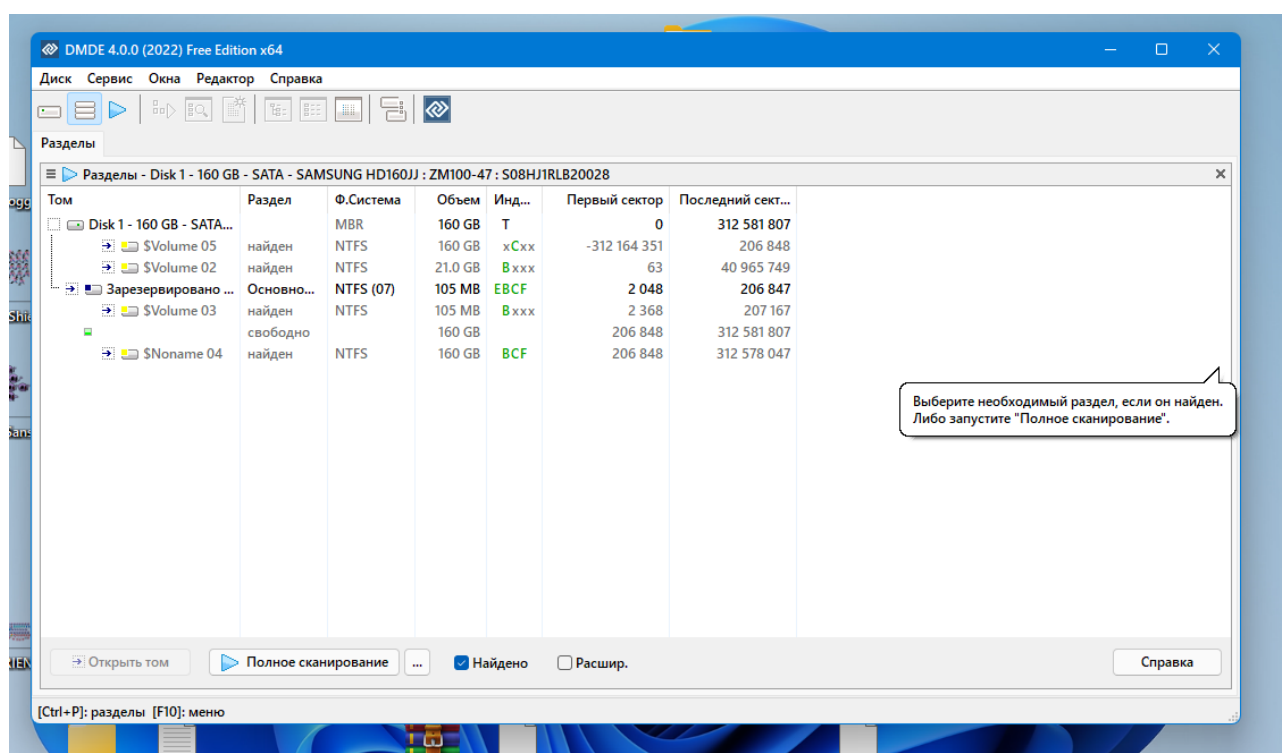 DMDE 4.0.0 (2022) Free Edition x64
Диск Сервис Окна Редактор Справка
Разделы
Разделы - Disk 1 - 160 GB - SATA - SAMSUNG HD160JJ : ZM100-47 : S08HJ1RLB20028
Том Раздел Ф.Система Объем Инд... Первый сектор Последний сект...
Disk 1 - 160 GB - SATA... MBR 160 GB T 0 312 581 807
$Volume 05 найден NTFS 160 GB xCxx -312 164 351 206 848
$Volume 02 найден NTFS 21.0 GB Bxxx 63 40 965 749
Зарезервировано ... Основно... NTFS (07) 105 MB EBCF 2 048 206 847
$Volume 03 найден NTFS 105 MB Bxxx 2 368 207 167
свободно 160 GB 206 848 312 581 807
$Noname 04 найден NTFS 160 GB BCF 206 848 312 578 047
Выберите необходимый раздел, если он найден.
Либо запустите "Полное сканирование".
Открыть том Полное сканирование ... Найдено Расшир. Справка
[Ctrl+P]: разделы [F10]: меню